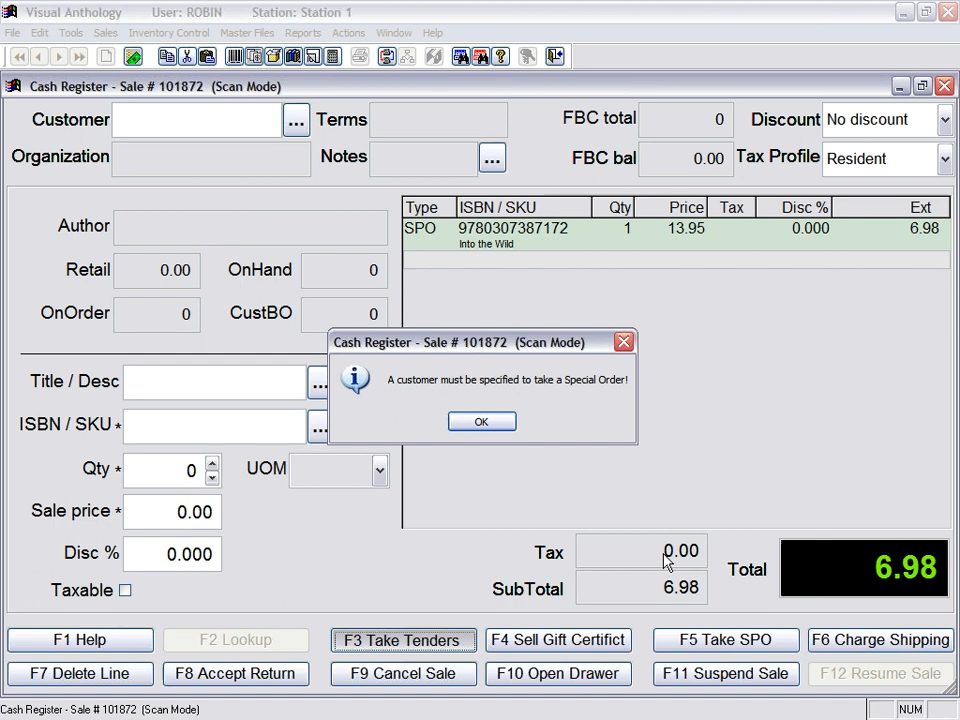 Visual Anthology User: ROBIN Station: Station 1
File Edit Tools Sales Inventory Control Master Files Reports Actions Window Help
Cash Register - Sale # 101872 (Scan Mode)
Customer ... Terms FBC total 0 Discount No discount
Organization Notes ... FBC bal 0.00 Tax Profile Resident
Type ISBN / SKU Qty Price Tax Disc % Ext
SPO 9780307387172 1 13.95 0.000 6.98
Into the Wild
Author
Retail 0.00 OnHand 0
OnOrder 0 CustBO 0
Cash Register - Sale # 101872 (Scan Mode)
A customer must be specified to take a Special Order!
OK
Title / Desc ...
ISBN / SKU * ...
Qty * 0 UOM
Sale price * 0.00
Disc % 0.000
Taxable
Tax 0.00
SubTotal 6.98
Total 6.98
F1 Help F2 Lookup F3 Take Tenders F4 Sell Gift Certifict F5 Take SPO F6 Charge Shipping
F7 Delete Line F8 Accept Return F9 Cancel Sale F10 Open Drawer F11 Suspend Sale F12 Resume Sale
Cash Register - Sale # 101872 (Scan Mode) NUM